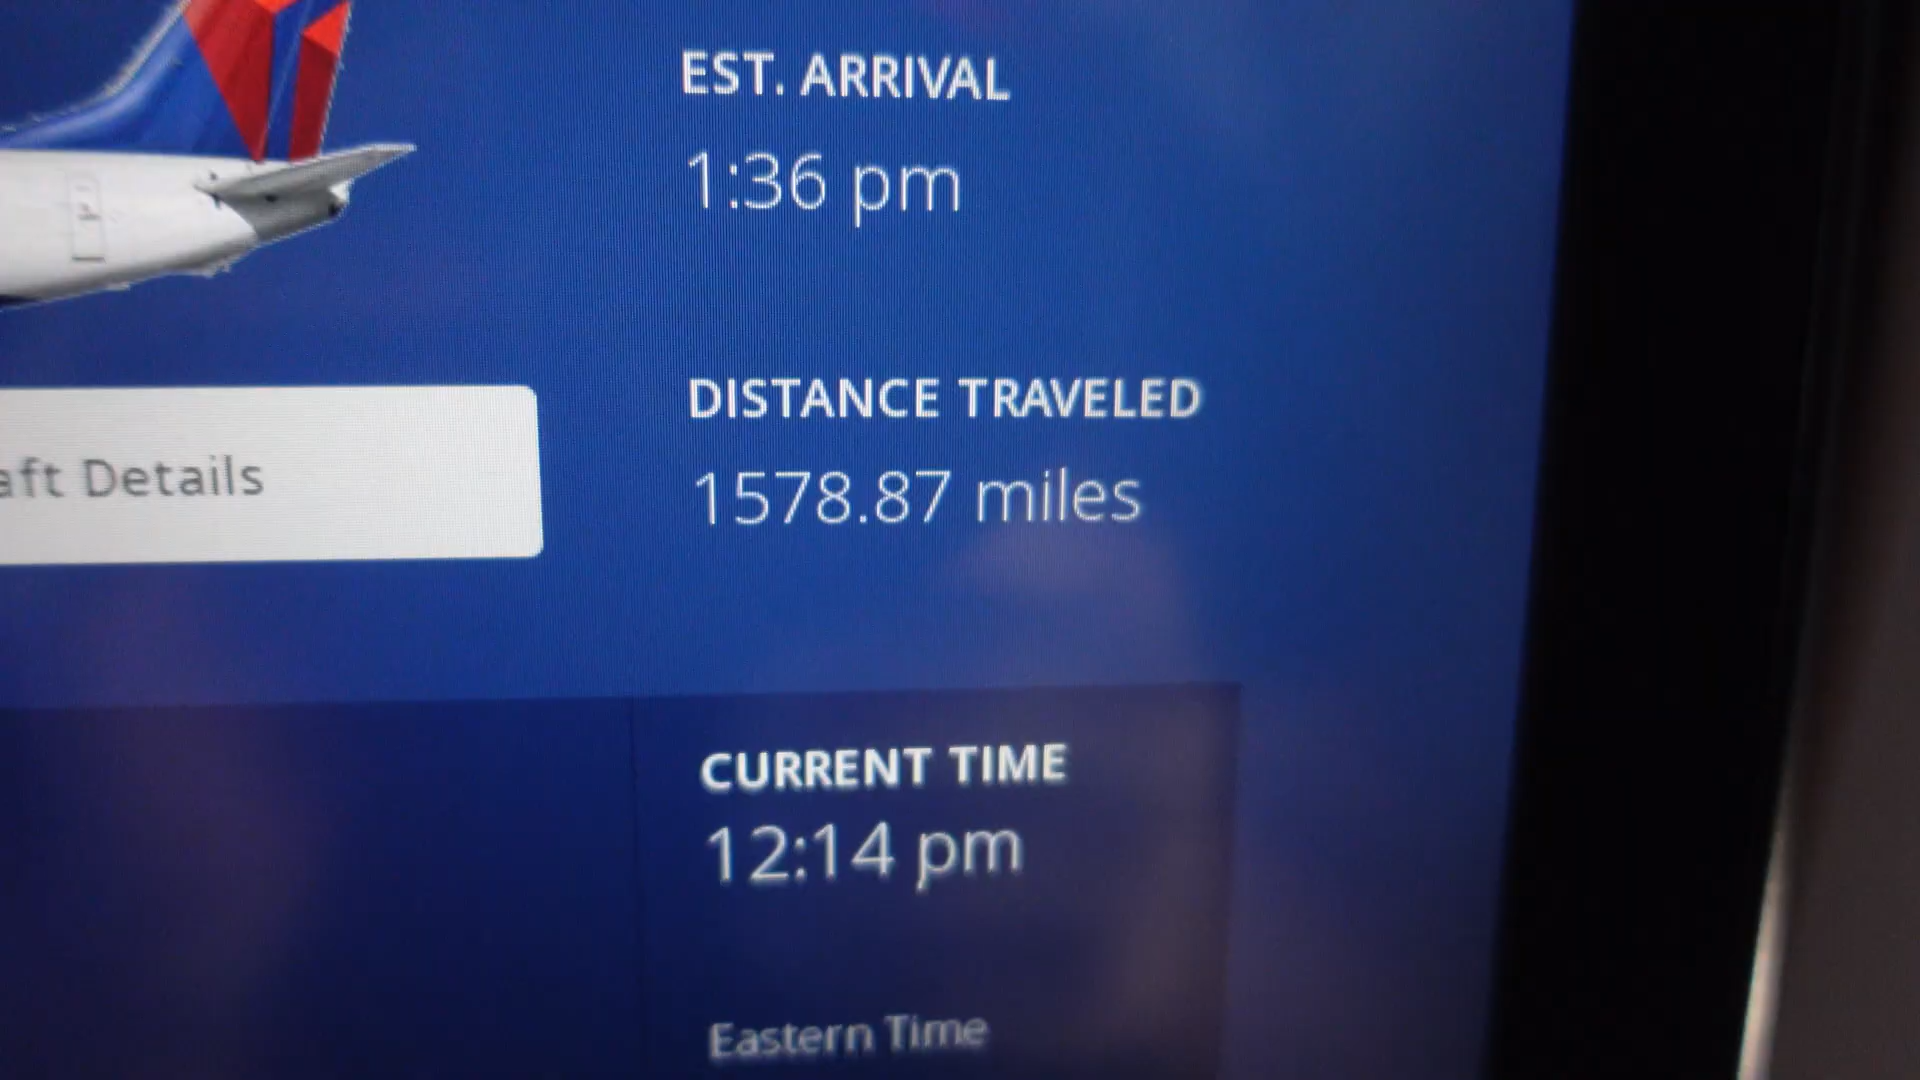 EST. ARRIVAL
1:36 pm
DISTANCE TRAVELED
1578.87 miles
aft Details
CURRENT TIME
12:14 pm
Eastern Time